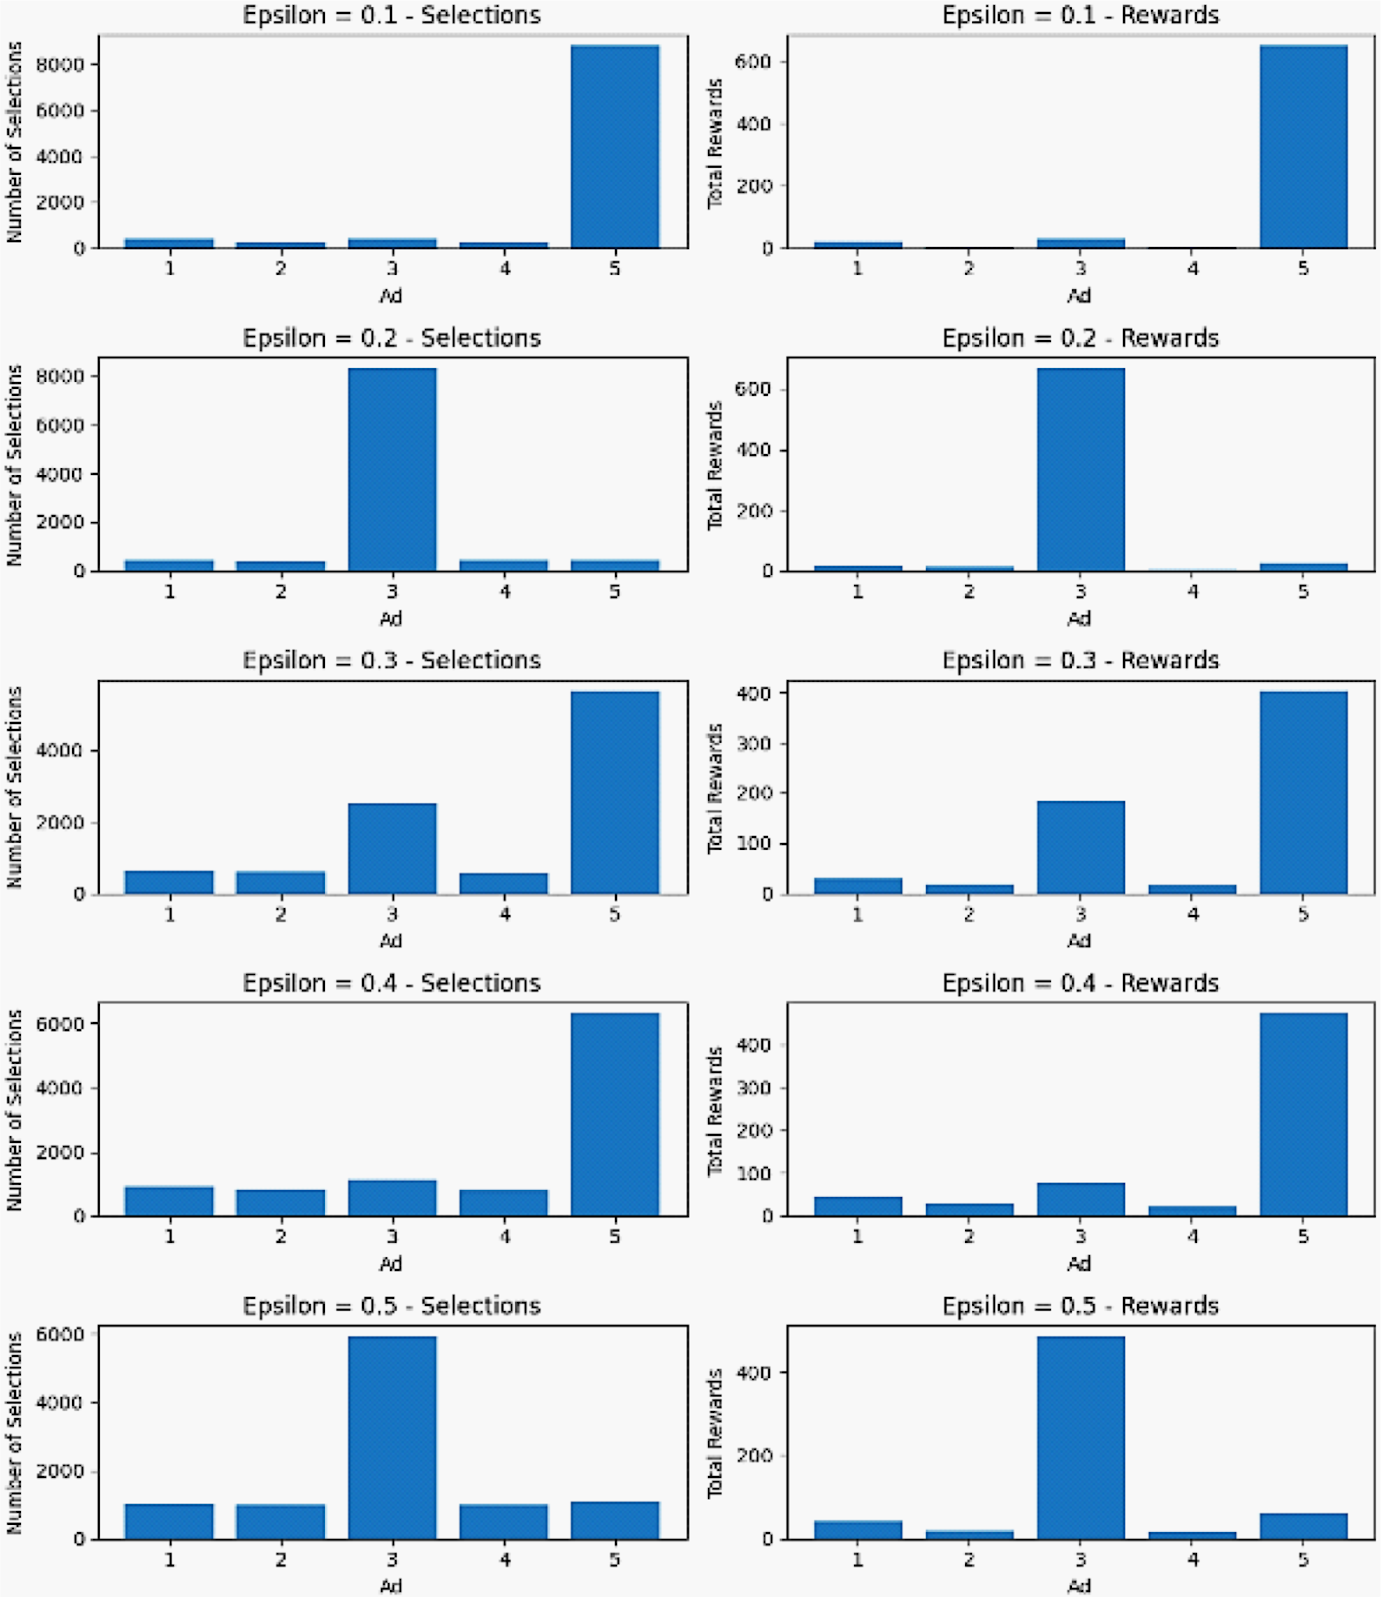 Epsilon = 0.1 - Selections
Number of Selections
8000
6000
4000
2000
0
1 2 3 4 5
Ad
Epsilon = 0.1 - Rewards
Total Rewards
600
400
200
0
1 2 3 4 5
Ad
Epsilon = 0.2 - Selections
Number of Selections
8000
6000
4000
2000
0
1 2 3 4 5
Ad
Epsilon = 0.2 - Rewards
Total Rewards
600
400
200
0
1 2 3 4 5
Ad
Epsilon = 0.3 - Selections
Number of Selections
4000
2000
0
1 2 3 4 5
Ad
Epsilon = 0.3 - Rewards
Total Rewards
400
300
200
100
0
1 2 3 4 5
Ad
Epsilon = 0.4 - Selections
Number of Selections
6000
4000
2000
0
1 2 3 4 5
Ad
Epsilon = 0.4 - Rewards
Total Rewards
400
300
200
100
0
1 2 3 4 5
Ad
Epsilon = 0.5 - Selections
Number of Selections
6000
4000
2000
0
1 2 3 4 5
Ad
Epsilon = 0.5 - Rewards
Total Rewards
400
200
0
1 2 3 4 5
Ad